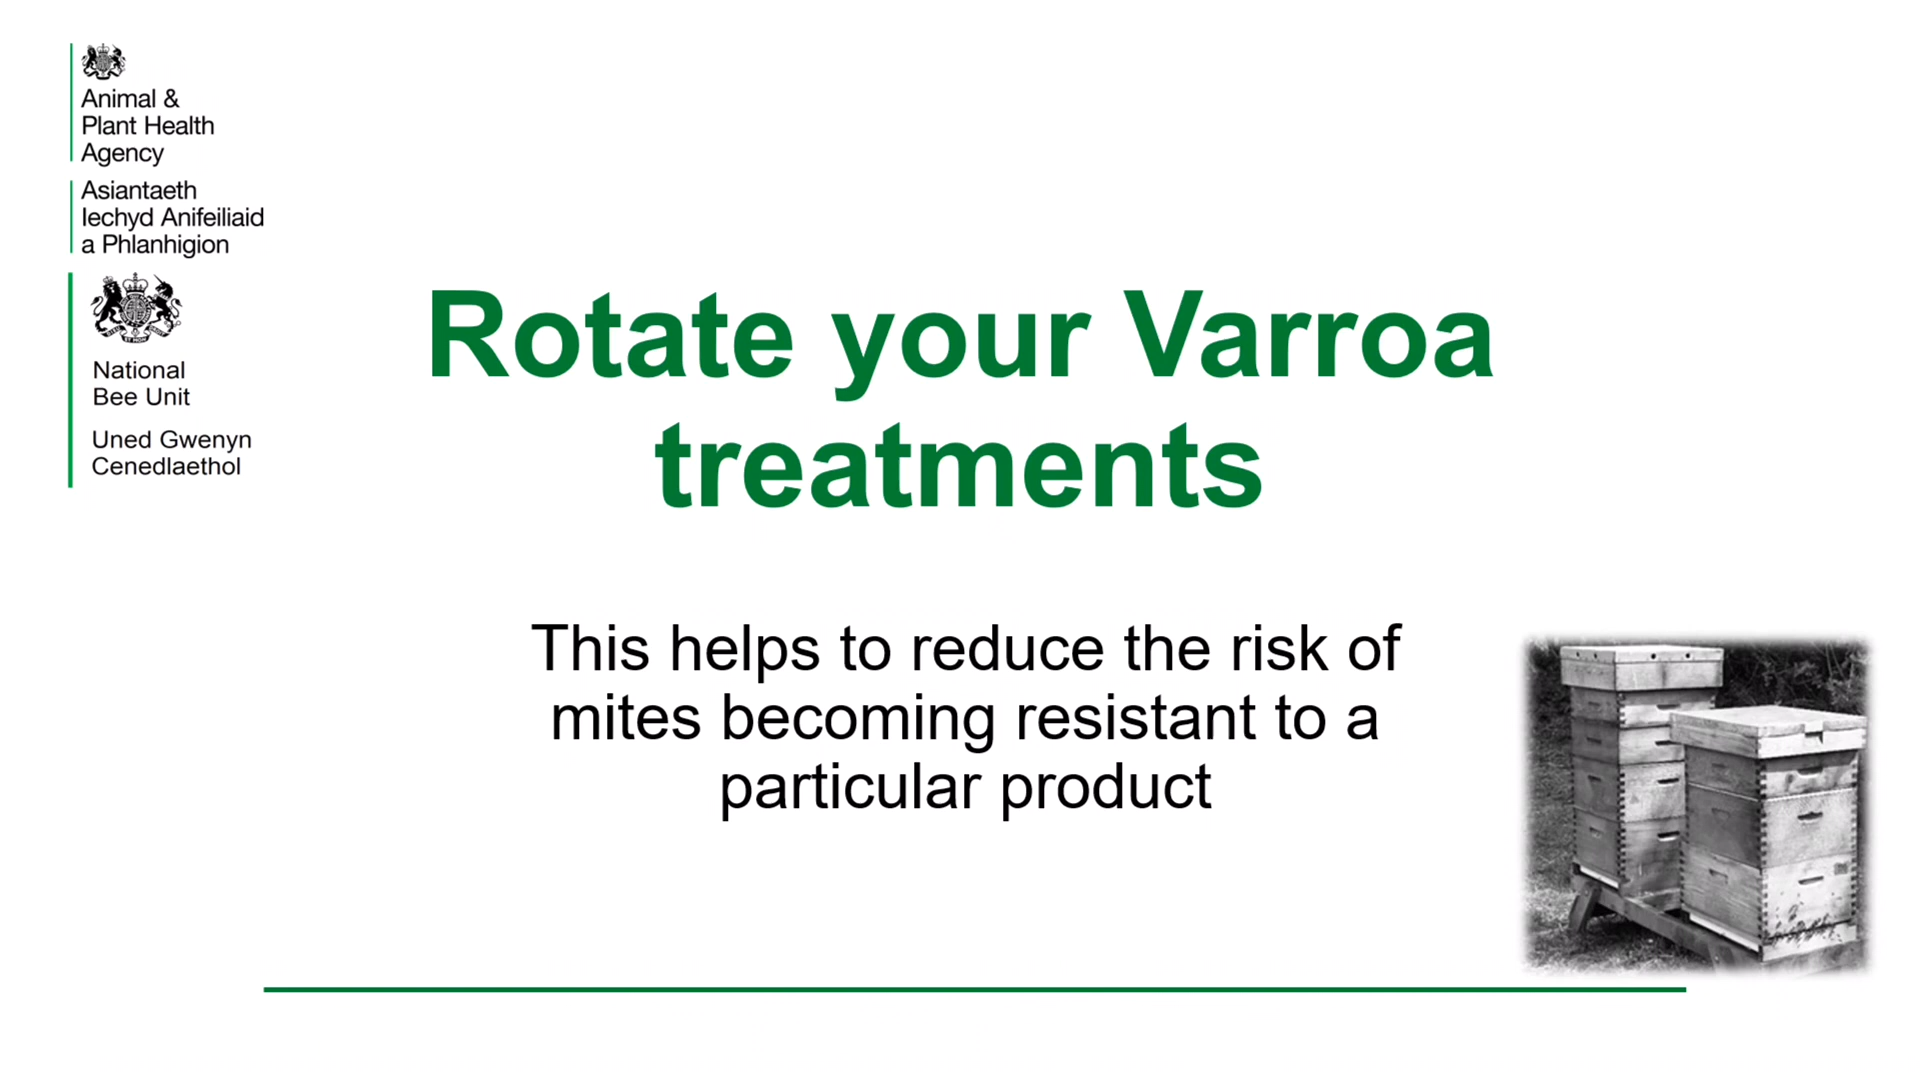 Animal &
Plant Health
Agency
Asiantaeth
Iechyd Anifeiliaid
a Phlanhigion
National
Bee Unit
Uned Gwenyn
Cenedlaethol
Rotate your Varroa
treatments
This helps to reduce the risk of
mites becoming resistant to a
particular product